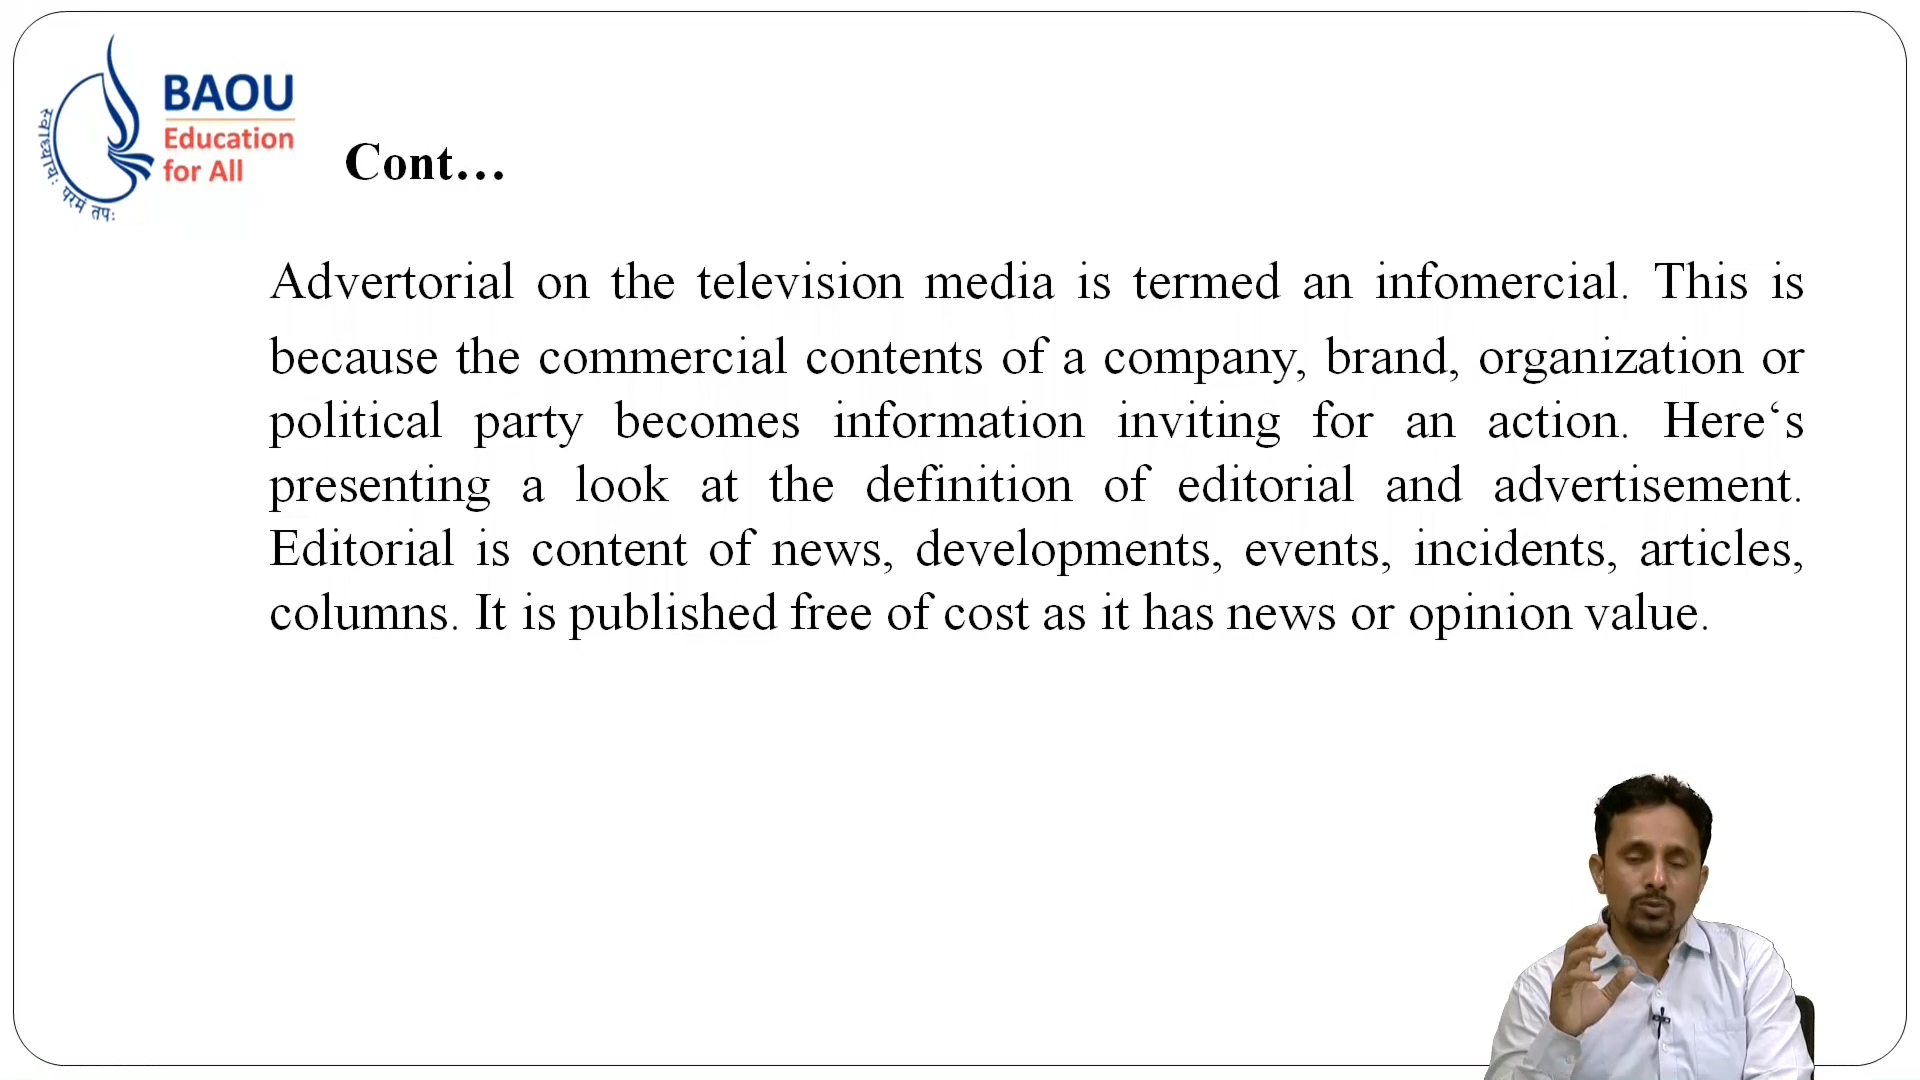 BAOU
Education
for All
स्वाध्यायः परमं तपः
Cont…
Advertorial on the television media is termed an infomercial. This is
because the commercial contents of a company, brand, organization or
political party becomes information inviting for an action. Here‘s
presenting a look at the definition of editorial and advertisement.
Editorial is content of news, developments, events, incidents, articles,
columns. It is published free of cost as it has news or opinion value.